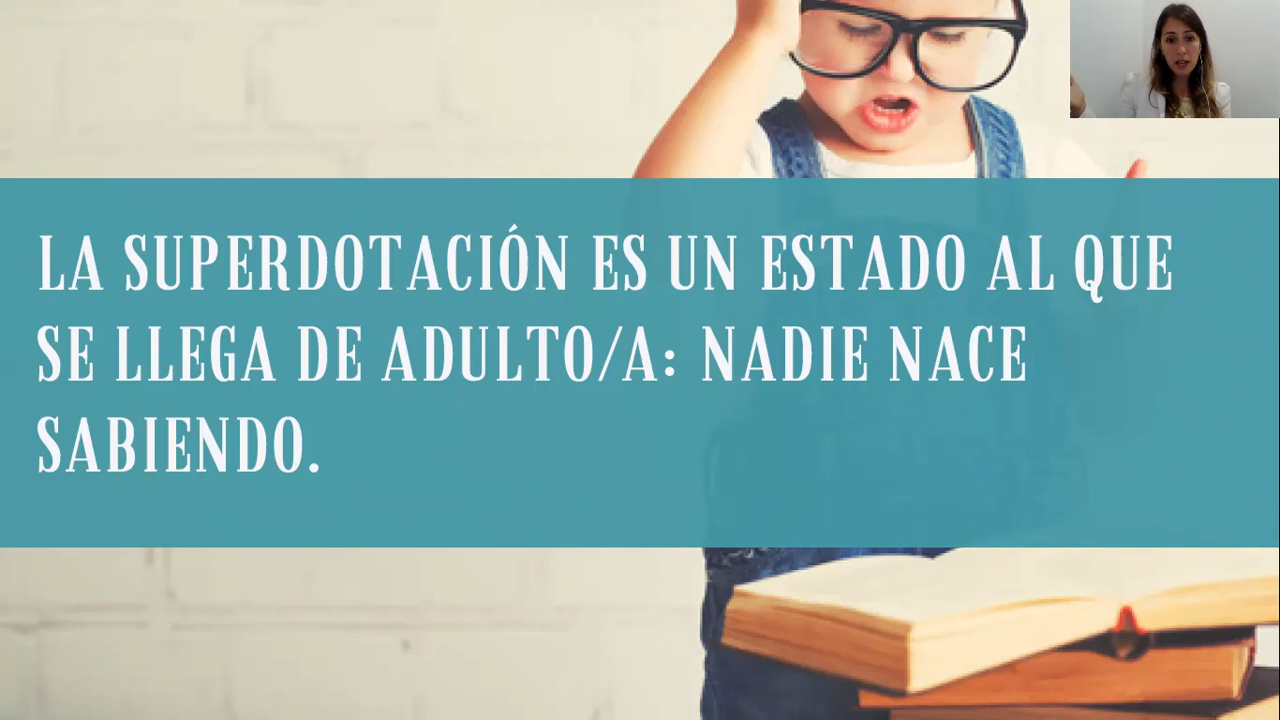 LA SUPERDOTACIÓN ES UN ESTADO AL QUE
SE LLEGA DE ADULTO/A: NADIE NACE
SABIENDO.